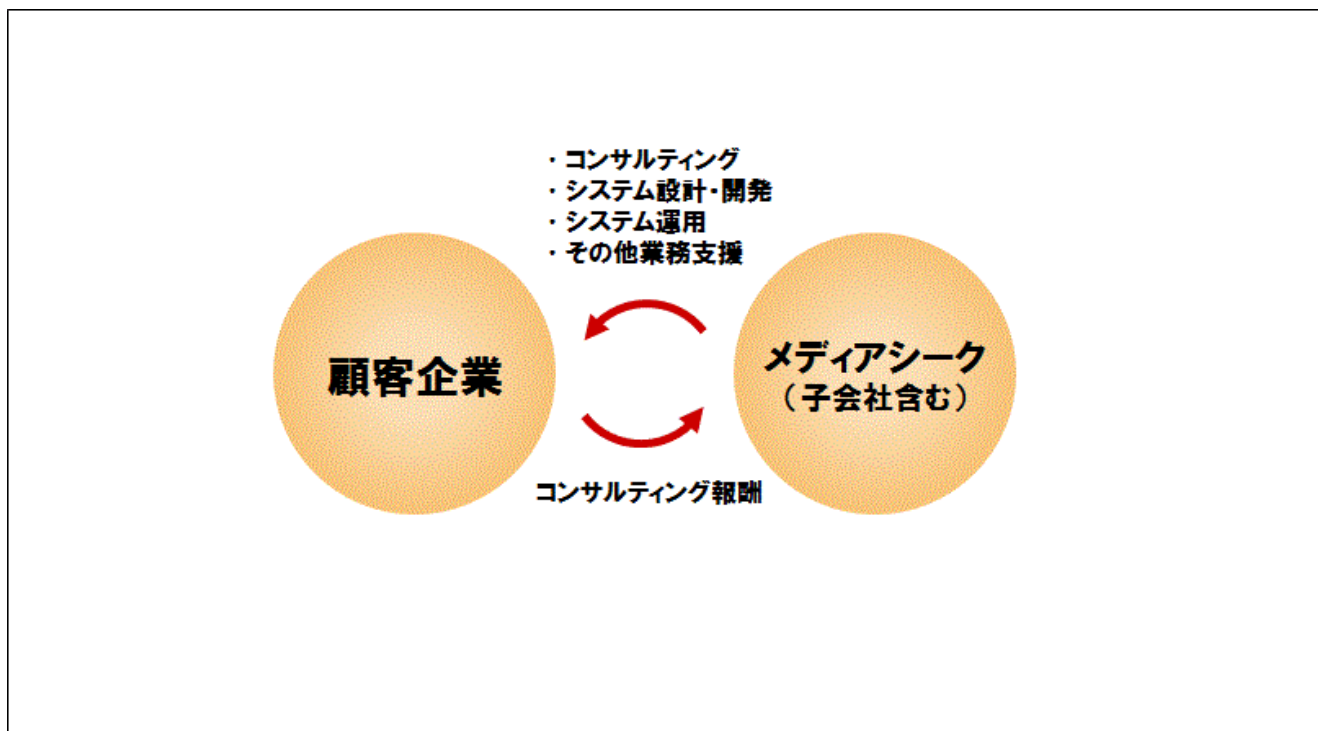 ・コンサルティング
・システム設計・開発
・システム運用
・その他業務支援
顧客企業
メディアシーク
（子会社含む）
コンサルティング報酬